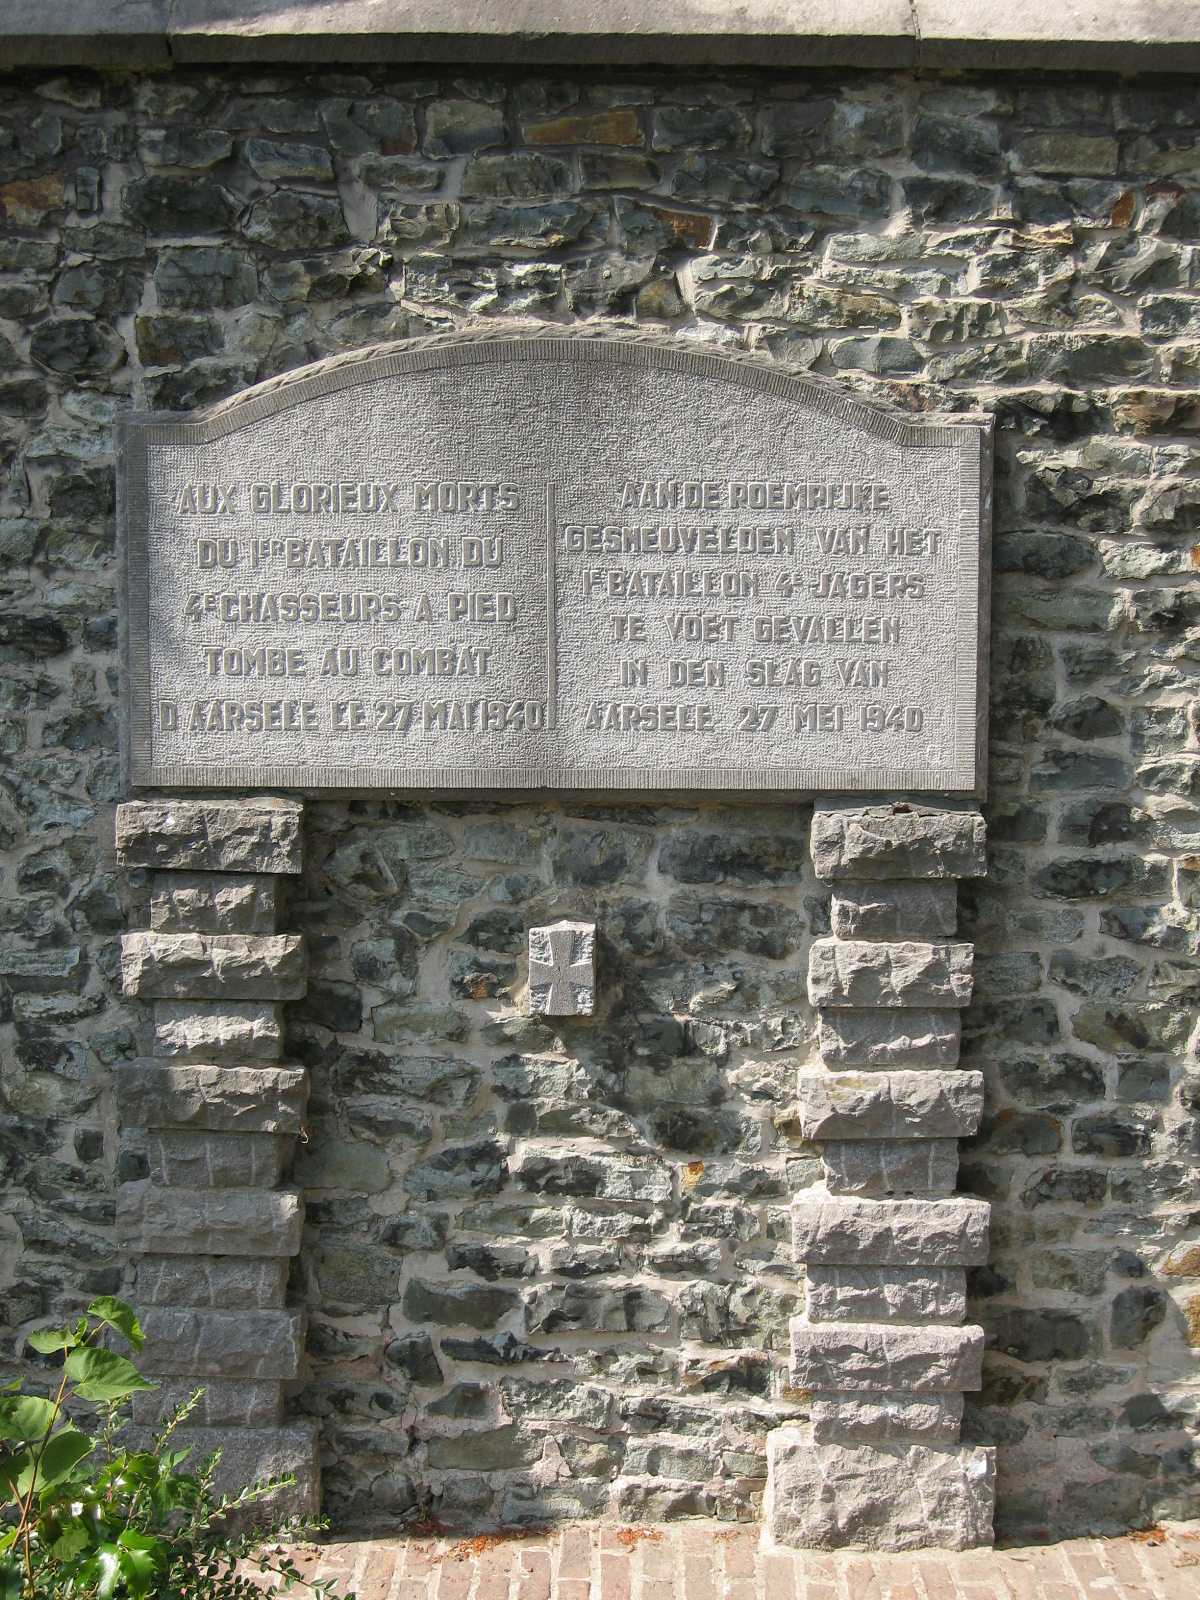 AUX GLORIEUX MORTS
DU 1ER BATAILLON DU
4E CHASSEURS A PIED
TOMBE AU COMBAT
D AARSELE LE 27 MAI 1940
AAN DE ROEMRIJKE
GESNEUVELDEN VAN HET
1E BATAILLON 4E JAGERS
TE VOET GEVALLEN
IN DEN SLAG VAN
AARSELE 27 MEI 1940